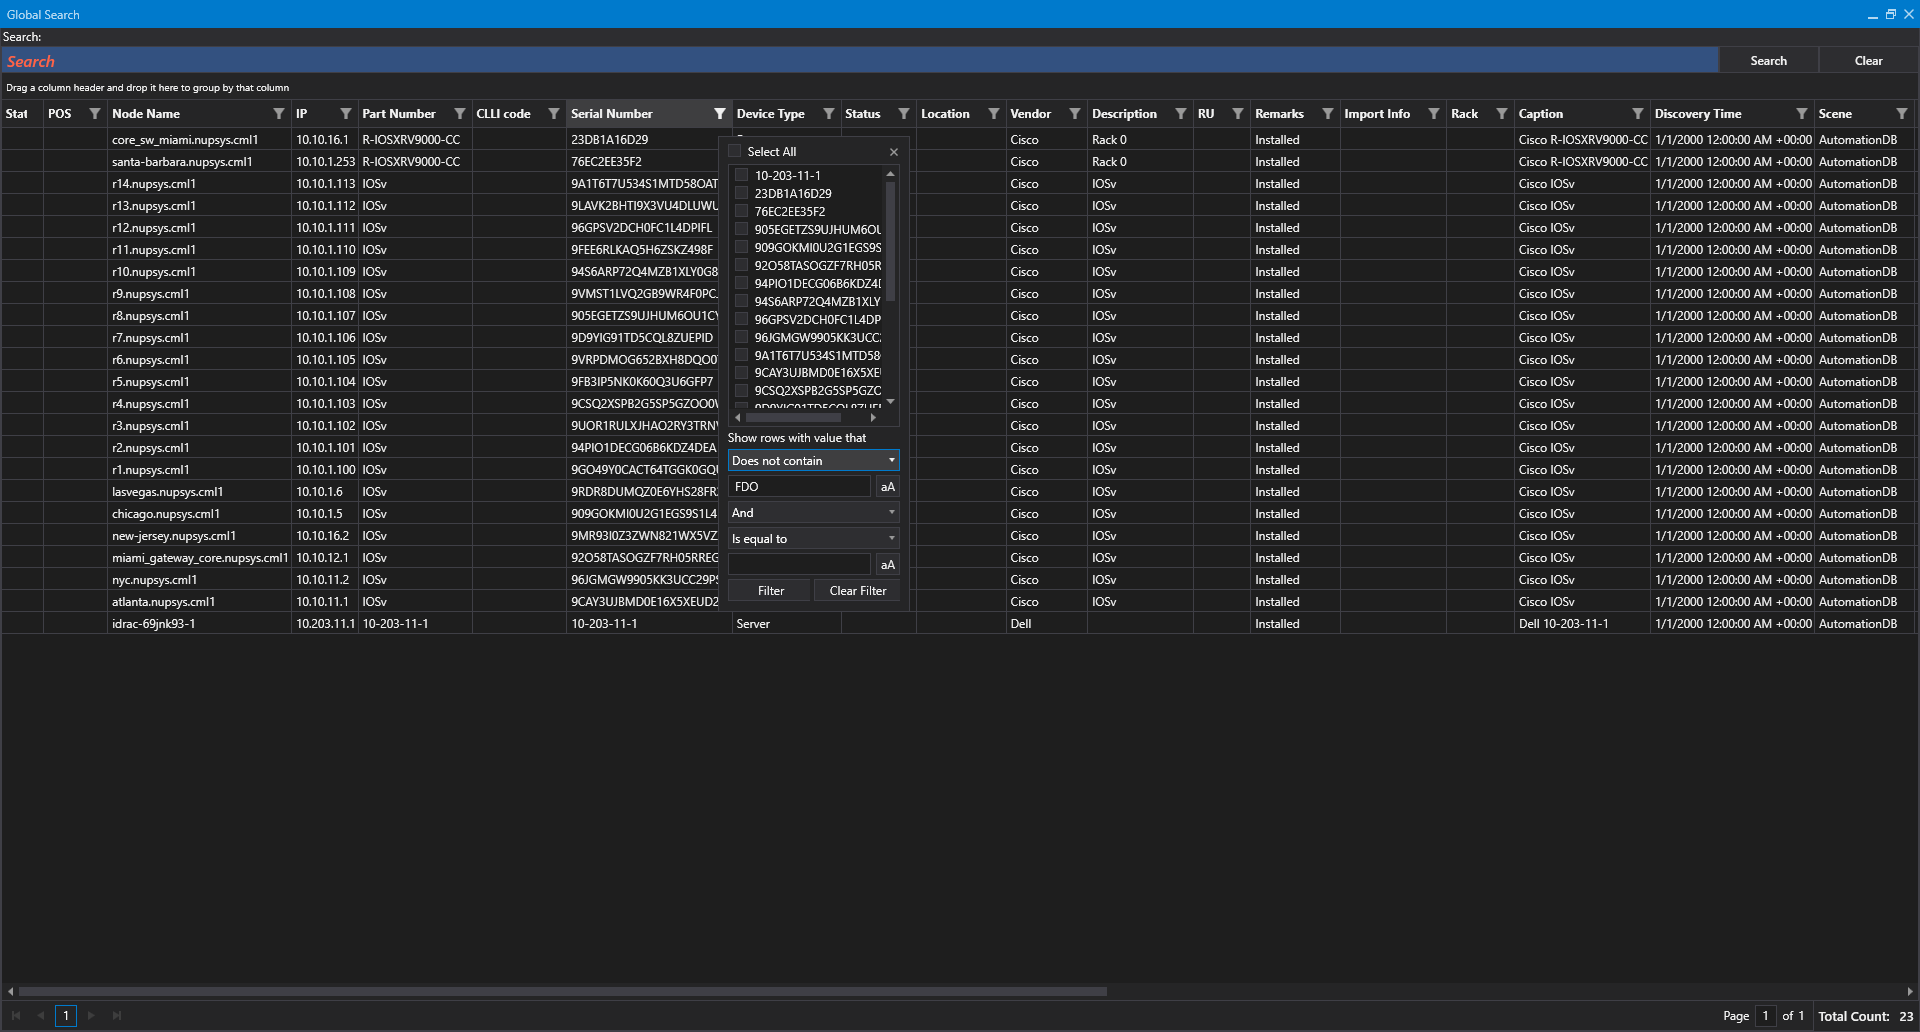 Global Search
Search:
Search Search Clear
Drag a column header and drop it here to group by that column
Stat POS Node Name IP Part Number CLLI code Serial Number Device Type Status Location Vendor Description RU Remarks Import Info Rack Caption Discovery Time Scene
core_sw_miami.nupsys.cml1 10.10.16.1 R-IOSXRV9000-CC 23DB1A16D29 Cisco Rack 0 Installed Cisco R-IOSXRV9000-CC 1/1/2000 12:00:00 AM +00:00 AutomationDB
santa-barbara.nupsys.cml1 10.10.1.253 R-IOSXRV9000-CC 76EC2EE35F2 Cisco Rack 0 Installed Cisco R-IOSXRV9000-CC 1/1/2000 12:00:00 AM +00:00 AutomationDB
r14.nupsys.cml1 10.10.1.113 IOSv 9A1T6T7U534S1MTD58OAT Cisco IOSv Installed Cisco IOSv 1/1/2000 12:00:00 AM +00:00 AutomationDB
r13.nupsys.cml1 10.10.1.112 IOSv 9LAVK2BHTI9X3VU4DLUWU Cisco IOSv Installed Cisco IOSv 1/1/2000 12:00:00 AM +00:00 AutomationDB
r12.nupsys.cml1 10.10.1.111 IOSv 96GPSV2DCH0FC1L4DPIFL Cisco IOSv Installed Cisco IOSv 1/1/2000 12:00:00 AM +00:00 AutomationDB
r11.nupsys.cml1 10.10.1.110 IOSv 9FEE6RLKAQ5H6ZSKZ498F Cisco IOSv Installed Cisco IOSv 1/1/2000 12:00:00 AM +00:00 AutomationDB
r10.nupsys.cml1 10.10.1.109 IOSv 94S6ARP72Q4MZB1XLY0G8 Cisco IOSv Installed Cisco IOSv 1/1/2000 12:00:00 AM +00:00 AutomationDB
r9.nupsys.cml1 10.10.1.108 IOSv 9VMST1LVQ2GB9WR4F0PC Cisco IOSv Installed Cisco IOSv 1/1/2000 12:00:00 AM +00:00 AutomationDB
r8.nupsys.cml1 10.10.1.107 IOSv 905EGETZS9UJHUM6OU1CY Cisco IOSv Installed Cisco IOSv 1/1/2000 12:00:00 AM +00:00 AutomationDB
r7.nupsys.cml1 10.10.1.106 IOSv 9D9YIG91TD5CQL8ZUEPID Cisco IOSv Installed Cisco IOSv 1/1/2000 12:00:00 AM +00:00 AutomationDB
r6.nupsys.cml1 10.10.1.105 IOSv 9VRPDMOG652BXH8DQO0 Cisco IOSv Installed Cisco IOSv 1/1/2000 12:00:00 AM +00:00 AutomationDB
r5.nupsys.cml1 10.10.1.104 IOSv 9FB3IP5NK0K60Q3U6GFP7 Cisco IOSv Installed Cisco IOSv 1/1/2000 12:00:00 AM +00:00 AutomationDB
r4.nupsys.cml1 10.10.1.103 IOSv 9CSQ2XSPB2G5SP5GZOO0 Cisco IOSv Installed Cisco IOSv 1/1/2000 12:00:00 AM +00:00 AutomationDB
r3.nupsys.cml1 10.10.1.102 IOSv 9UOR1RULXJHAO2RY3TRN Cisco IOSv Installed Cisco IOSv 1/1/2000 12:00:00 AM +00:00 AutomationDB
r2.nupsys.cml1 10.10.1.101 IOSv 94PIO1DECG06B6KDZ4DEA Cisco IOSv Installed Cisco IOSv 1/1/2000 12:00:00 AM +00:00 AutomationDB
r1.nupsys.cml1 10.10.1.100 IOSv 9GO49Y0CACT64TGGK0GQ Cisco IOSv Installed Cisco IOSv 1/1/2000 12:00:00 AM +00:00 AutomationDB
lasvegas.nupsys.cml1 10.10.1.6 IOSv 9RDR8DUMQZ0E6YHS28FR Cisco IOSv Installed Cisco IOSv 1/1/2000 12:00:00 AM +00:00 AutomationDB
chicago.nupsys.cml1 10.10.1.5 IOSv 909GOKMI0U2G1EGS9S1L4 Cisco IOSv Installed Cisco IOSv 1/1/2000 12:00:00 AM +00:00 AutomationDB
new-jersey.nupsys.cml1 10.10.16.2 IOSv 9MR93I0Z3ZWN821WX5VZ Cisco IOSv Installed Cisco IOSv 1/1/2000 12:00:00 AM +00:00 AutomationDB
miami_gateway_core.nupsys.cml1 10.10.12.1 IOSv 92O58TASOGZF7RH05RREG Cisco IOSv Installed Cisco IOSv 1/1/2000 12:00:00 AM +00:00 AutomationDB
nyc.nupsys.cml1 10.10.11.2 IOSv 96JGMGW9905KK3UCC29P Cisco IOSv Installed Cisco IOSv 1/1/2000 12:00:00 AM +00:00 AutomationDB
atlanta.nupsys.cml1 10.10.11.1 IOSv 9CAY3UJBMD0E16X5XEUD2 Cisco IOSv Installed Cisco IOSv 1/1/2000 12:00:00 AM +00:00 AutomationDB
idrac-69jnk93-1 10.203.11.1 10-203-11-1 10-203-11-1 Server Dell Installed Dell 10-203-11-1 1/1/2000 12:00:00 AM +00:00 AutomationDB
Select All
10-203-11-1
23DB1A16D29
76EC2EE35F2
905EGETZS9UJHUM6OU
909GOKMI0U2G1EGS9S
92O58TASOGZF7RH05R
94PIO1DECG06B6KDZ4
94S6ARP72Q4MZB1XLY
96GPSV2DCH0FC1L4DP
96JGMGW9905KK3UCC
9A1T6T7U534S1MTD58
9CAY3UJBMD0E16X5XE
9CSQ2XSPB2G5SP5GZO
Show rows with value that
Does not contain
FDO aA
And
Is equal to
aA
Filter Clear Filter
1 Page 1 of 1 Total Count: 23